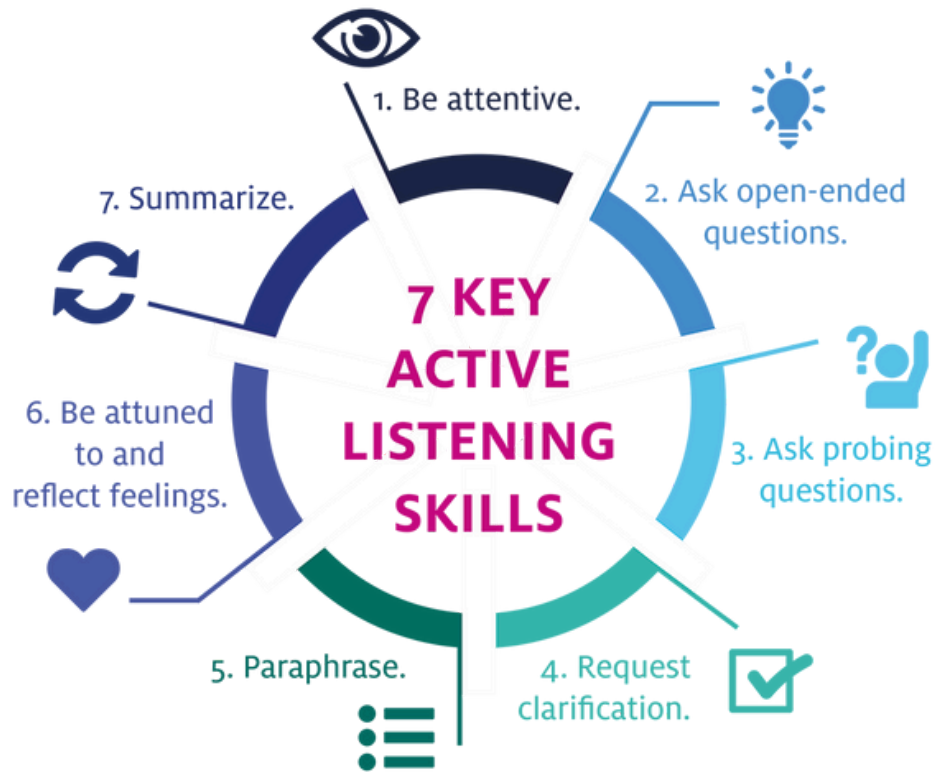 7 KEY
ACTIVE
LISTENING
SKILLS
1. Be attentive.
2. Ask open-ended
questions.
3. Ask probing
questions.
4. Request
clarification.
5. Paraphrase.
6. Be attuned
to and
reflect feelings.
7. Summarize.